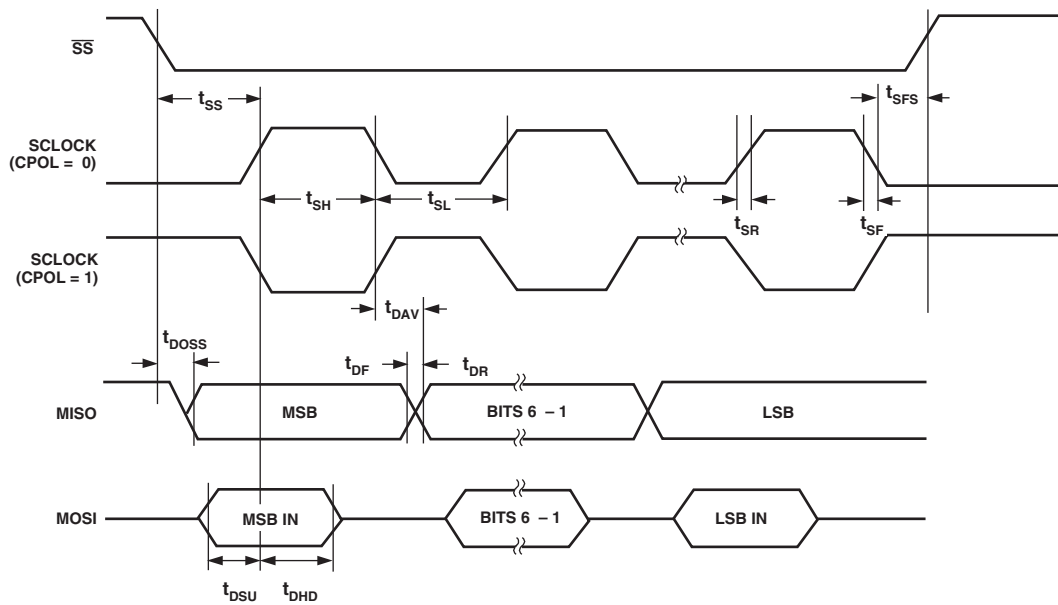 SS
tSS
tSFS
SCLOCK
(CPOL = 0)
tSH
tSL
tSR
tSF
SCLOCK
(CPOL = 1)
tDAV
tDOSS
tDF
tDR
MISO
MSB
BITS 6 – 1
LSB
MOSI
MSB IN
BITS 6 – 1
LSB IN
tDSU
tDHD